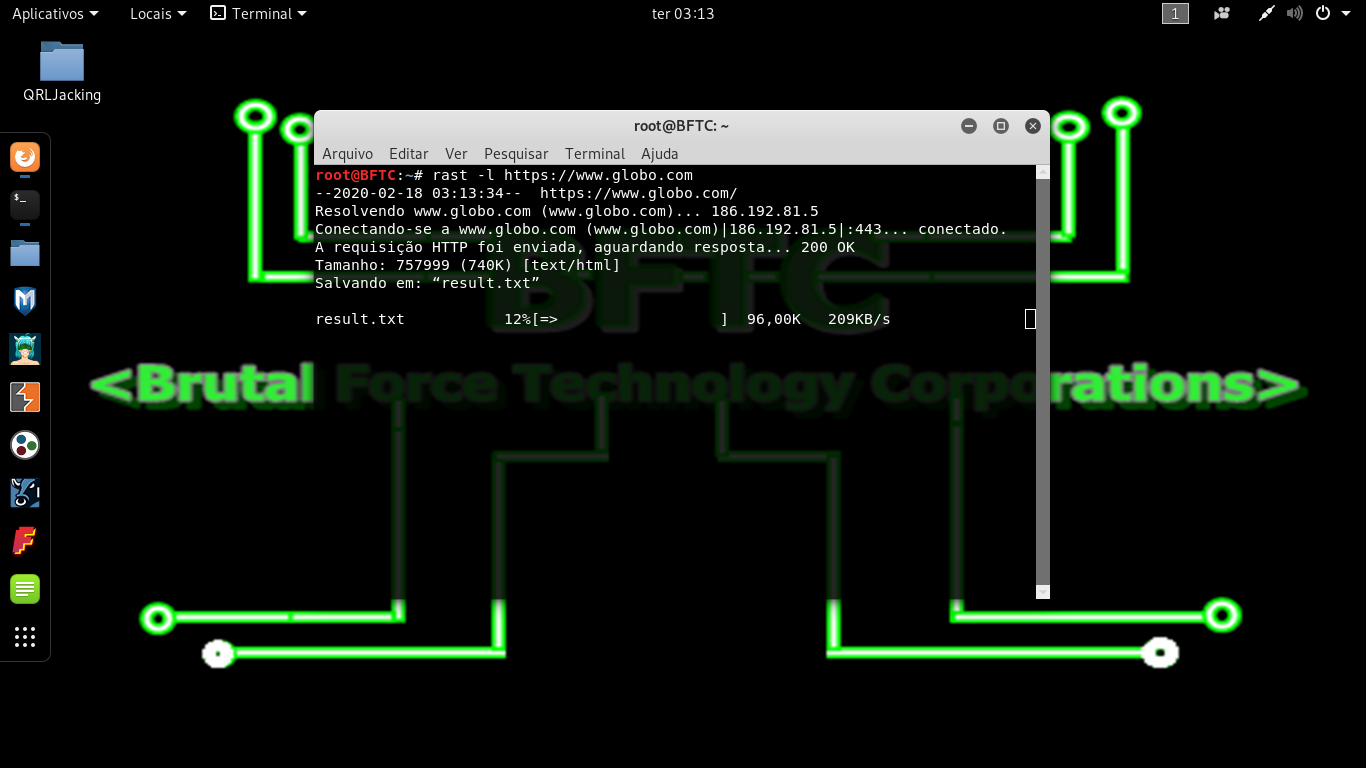 Aplicativos Locais Terminal ter 03:13 1
QRLJacking
root@BFTC: ~
Arquivo Editar Ver Pesquisar Terminal Ajuda
root@BFTC:~# rast -l https://www.globo.com
--2020-02-18 03:13:34--  https://www.globo.com/
Resolvendo www.globo.com (www.globo.com)... 186.192.81.5
Conectando-se a www.globo.com (www.globo.com)|186.192.81.5|:443... conectado.
A requisição HTTP foi enviada, aguardando resposta... 200 OK
Tamanho: 757999 (740K) [text/html]
Salvando em: “result.txt”
result.txt 12%[=> ] 96,00K 209KB/s
BFTC
<Brutal Force Technology Corporations>